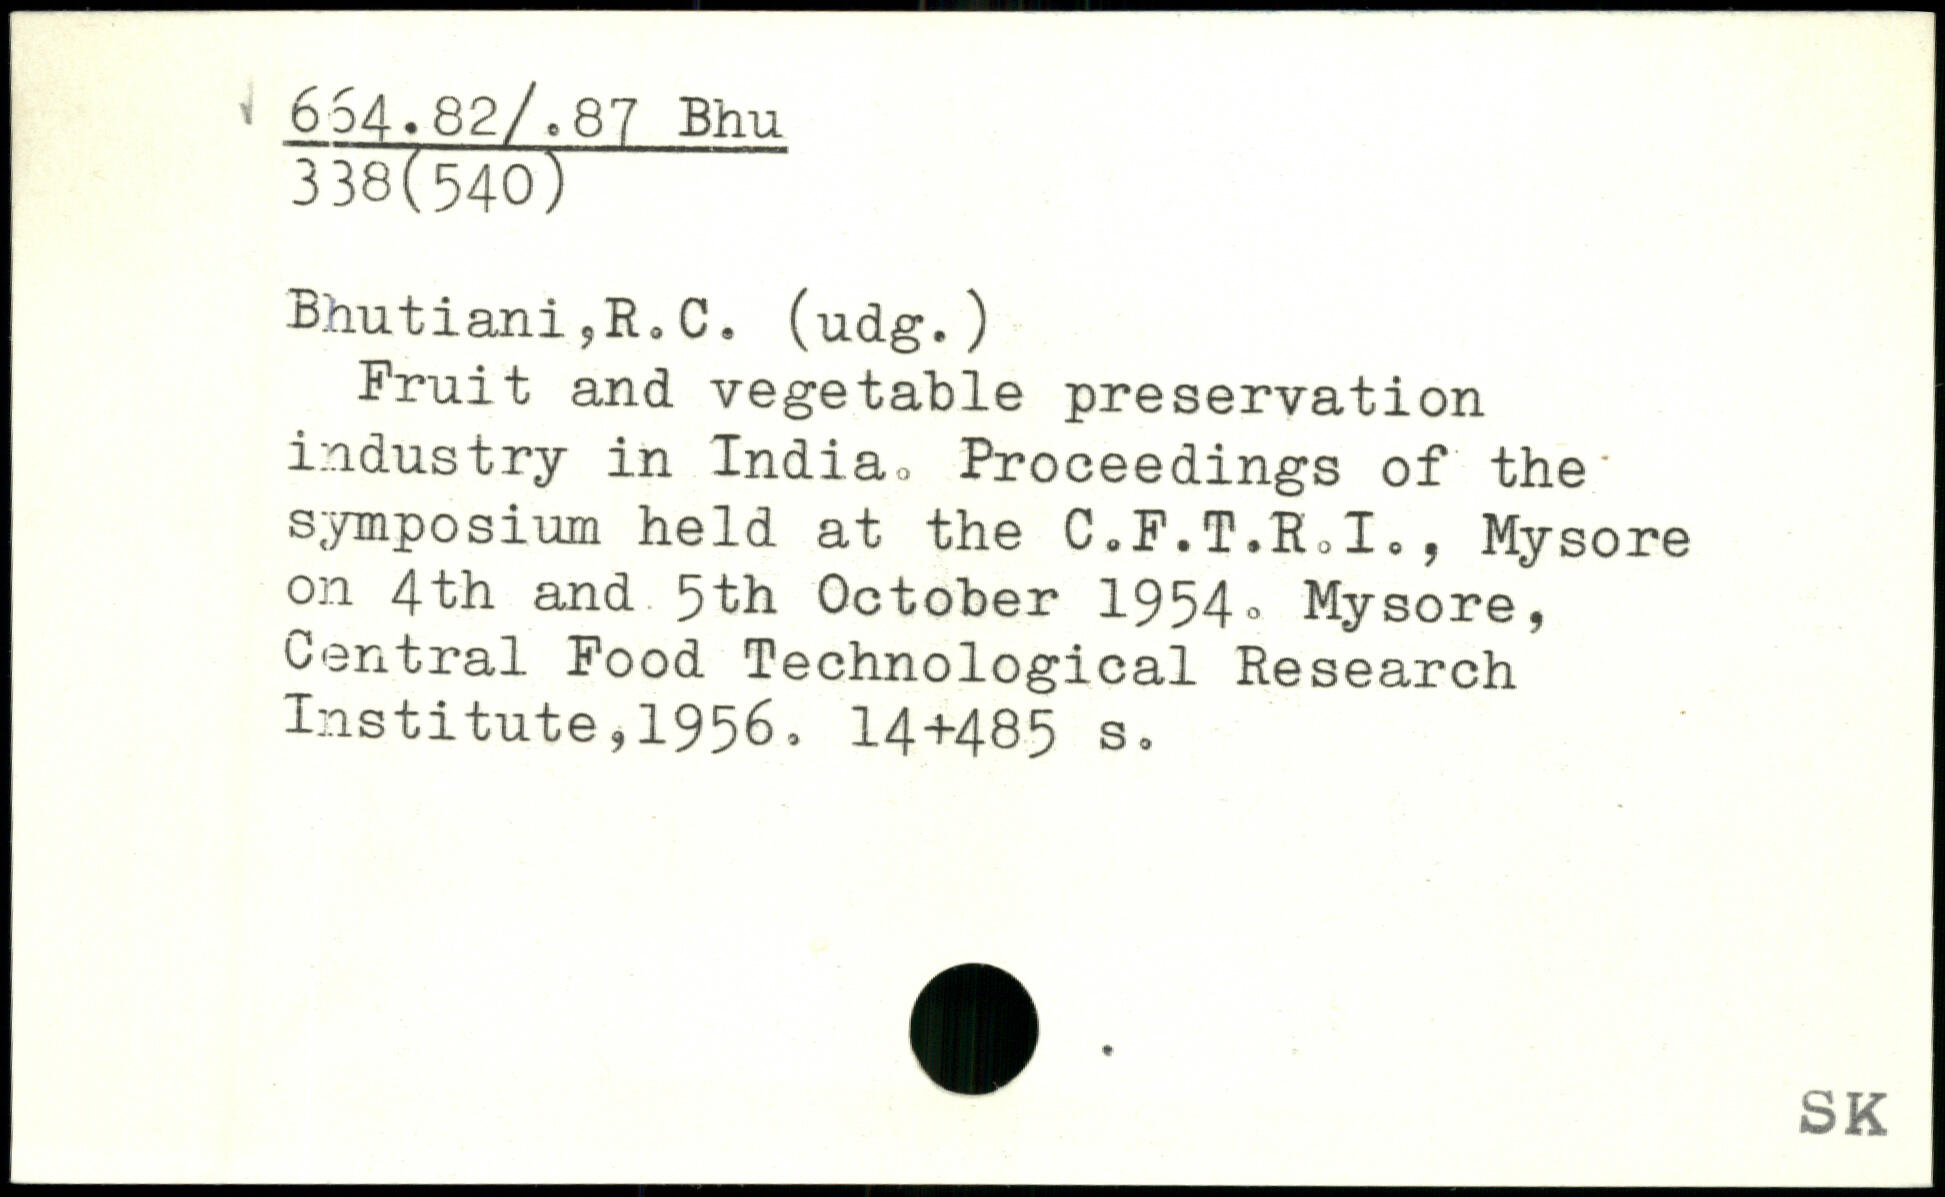 664.82/.87 Bhu
338(540)
Bhutiani,R.C. (udg.)
Fruit and vegetable preservation
industry in India. Proceedings of the
symposium held at the C.F.T.R.I., Mysore
on 4th and 5th October 1954. Mysore,
Central Food Technological Research
Institute,1956. 14+485 s.
SK